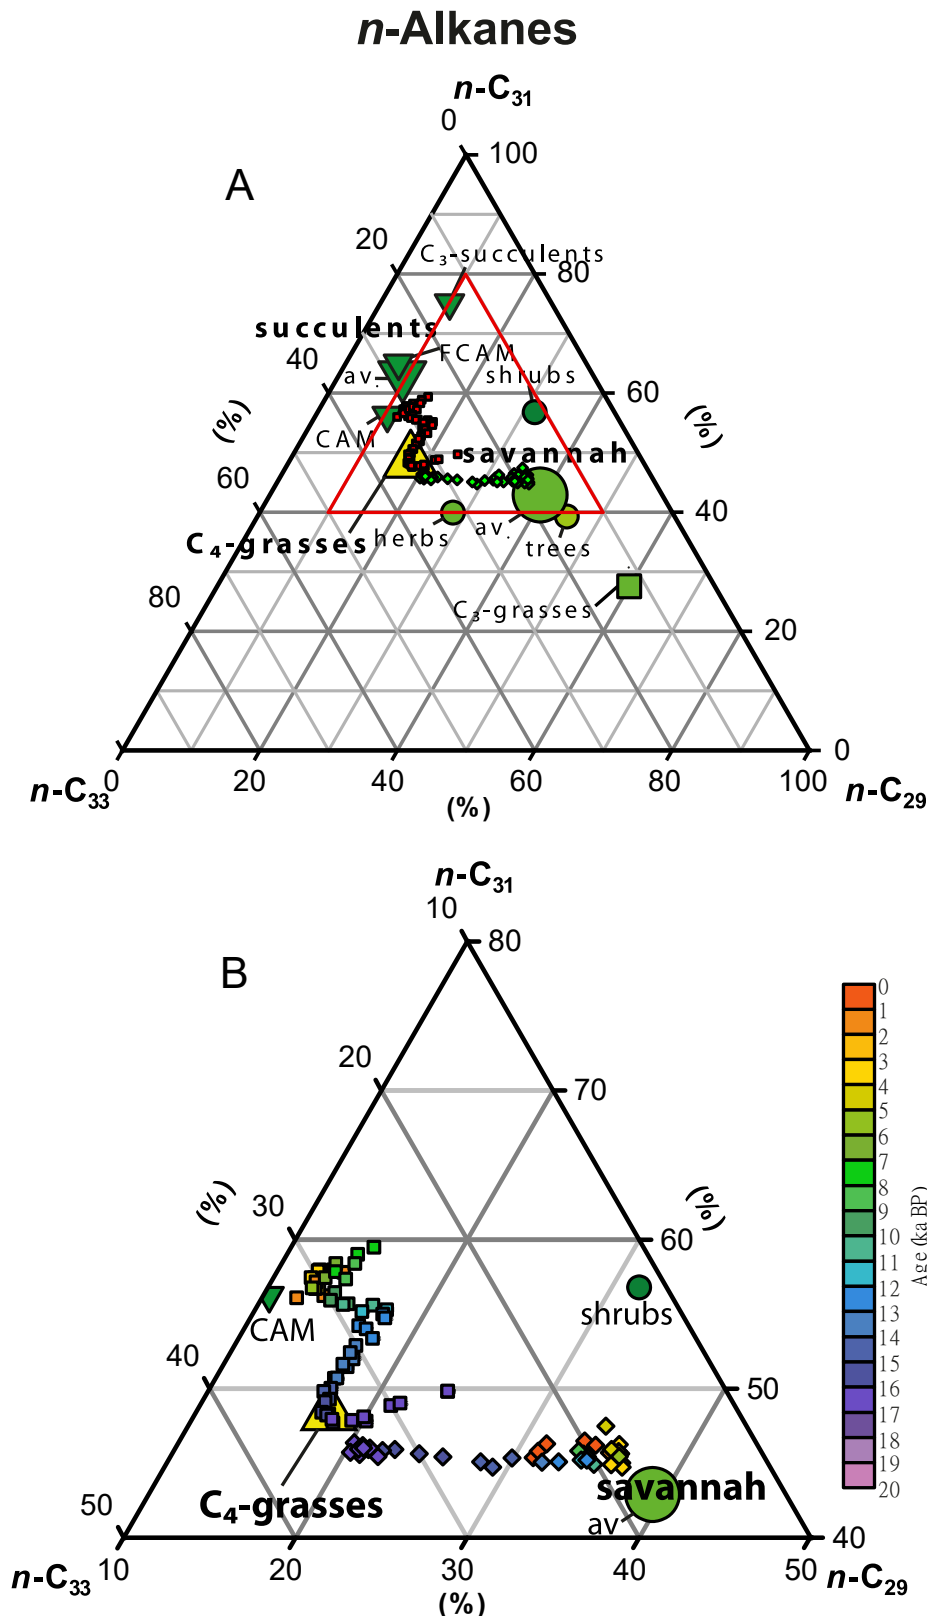 n-Alkanes
n-C31
0
100
A
20
C3-succulents
80
succulents
FCAM
40
av.
shrubs
60
(%)
(%)
CAM
savannah
60
40
C4-grasses
herbs
av.
trees
80
C3-grasses
20
0
n-C33
0
20
40
60
80
100
n-C29
(%)
n-C31
10
80
B
0
1
2
3
4
5
6
7
8
9
10
11
12
13
14
15
16
17
18
19
20
Age (ka BP)
20
70
(%)
(%)
30
60
CAM
shrubs
40
50
C4-grasses
savannah
av
50
40
10
20
30
40
50
n-C33
(%)
n-C29